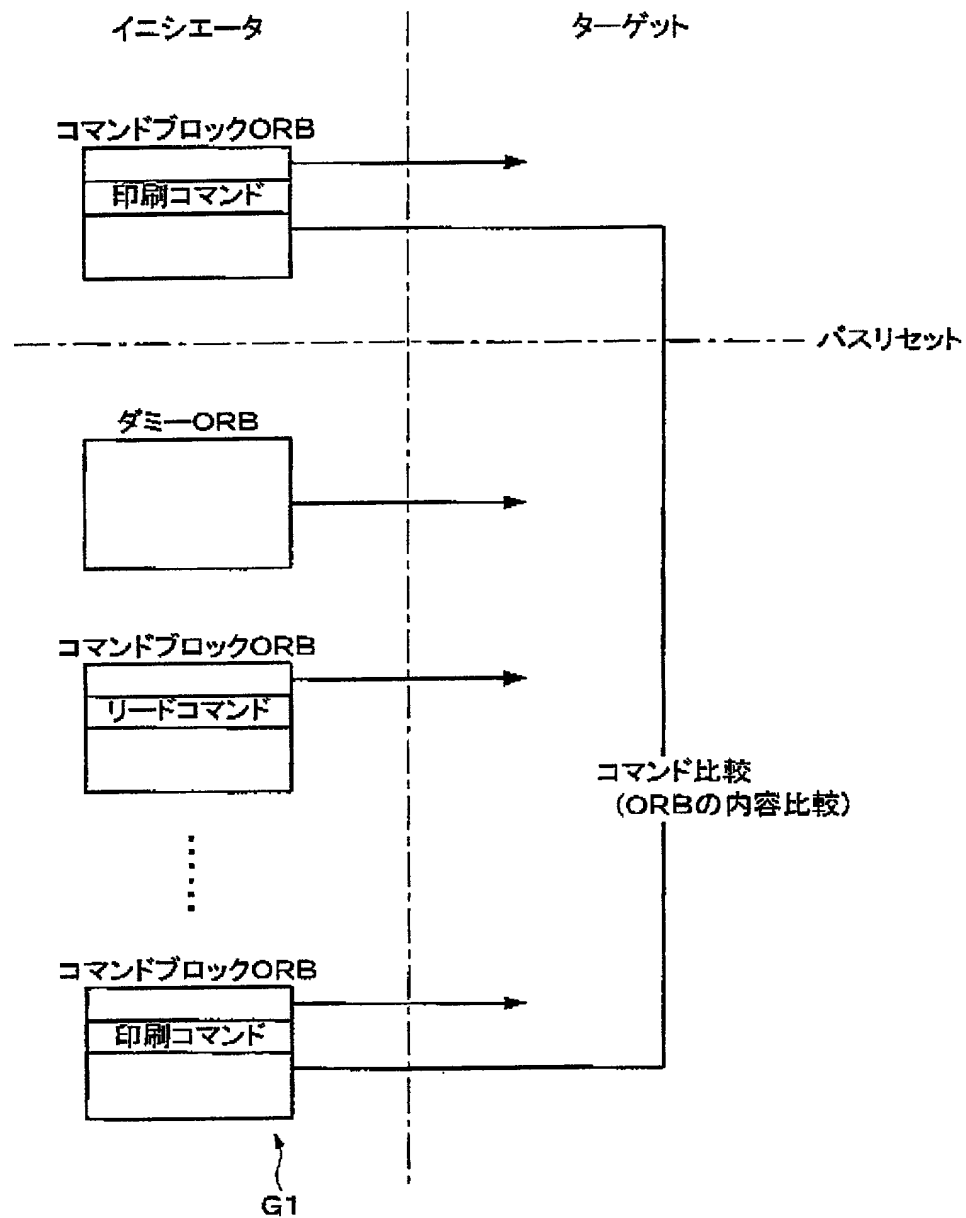 イニシエータ
ターゲット
コマンドブロックORB
印刷コマンド
バスリセット
ダミーORB
コマンドブロックORB
リードコマンド
コマンド比較
(ORBの内容比較)
コマンドブロックORB
印刷コマンド
G1